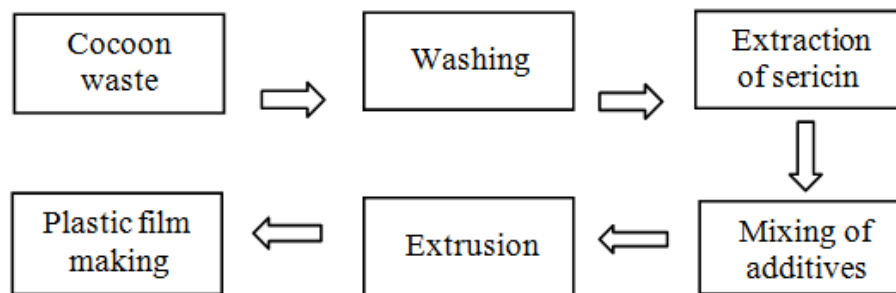 Cocoon
waste
Washing
Extraction
of sericin
Mixing of
additives
Extrusion
Plastic film
making